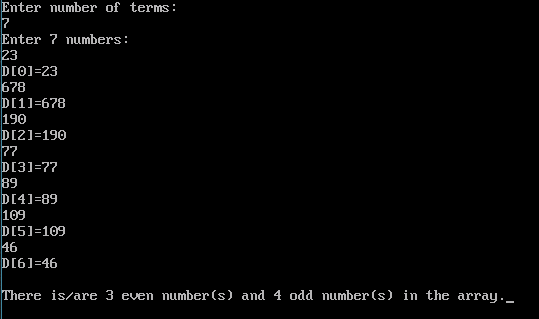 Enter number of terms:
7
Enter 7 numbers:
23
D[0]=23
678
D[1]=678
190
D[2]=190
77
D[3]=77
89
D[4]=89
109
D[5]=109
46
D[6]=46
There is/are 3 even number(s) and 4 odd number(s) in the array._